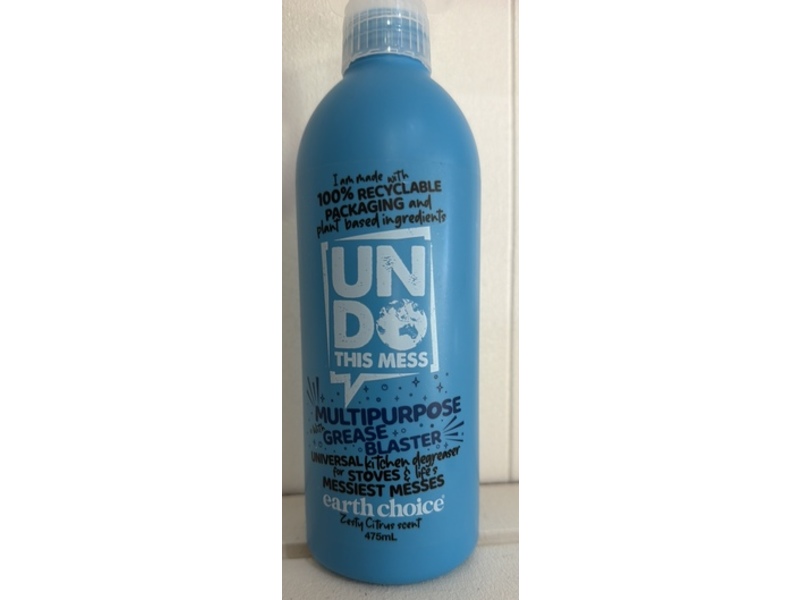 I am made with
100% RECYCLABLE
PACKAGING and
plant based ingredients
UN
DO
THIS MESS
MULTIPURPOSE
with GREASE
BLASTER
UNIVERSAL kitchen degreaser
for STOVES & life's
MESSIEST MESSES
earth choice
Zesty Citrus scent
475mL